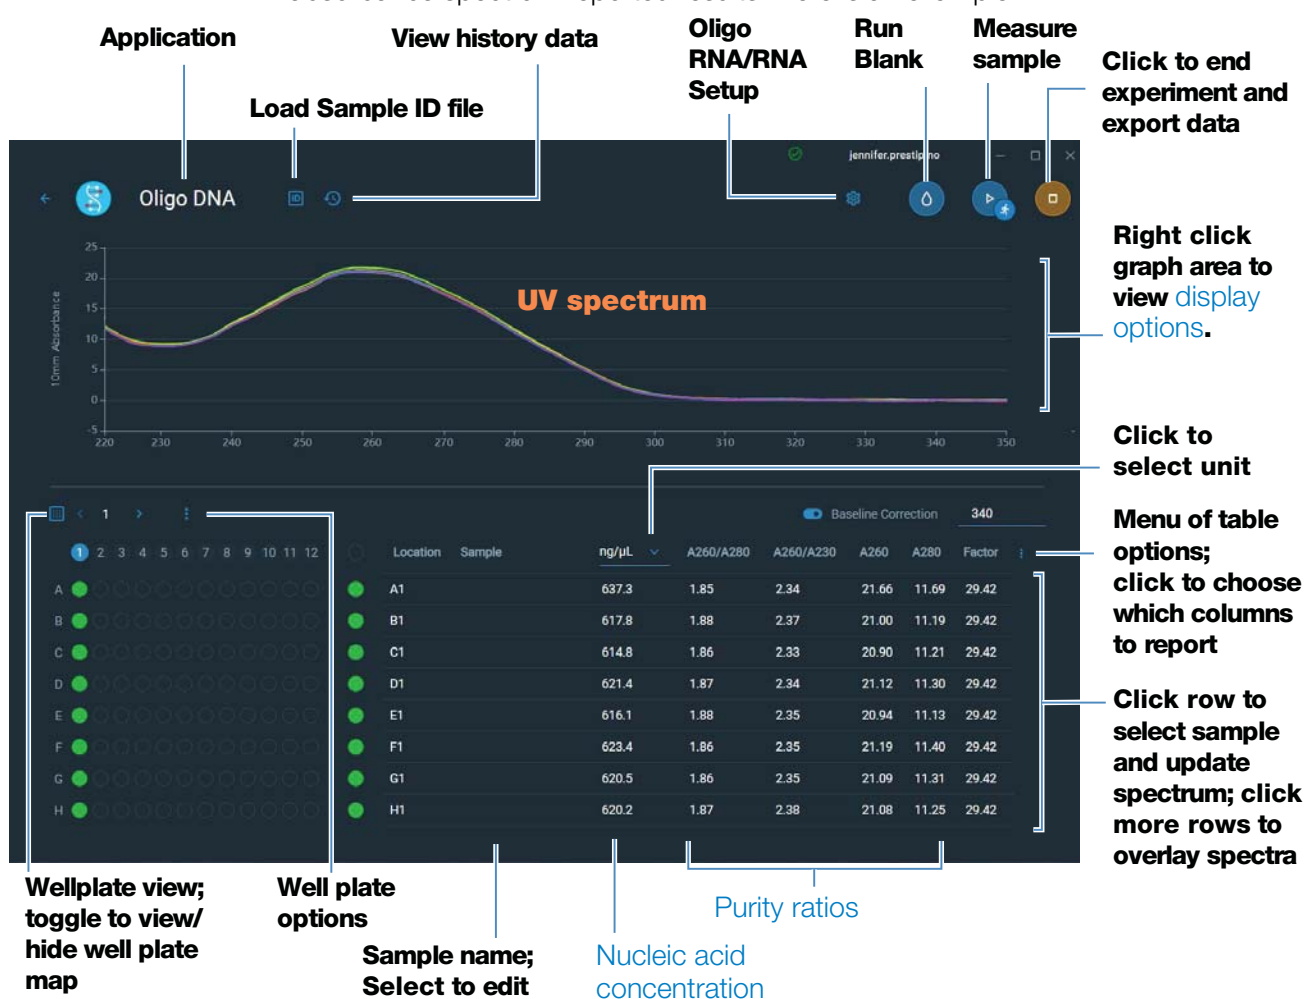 Application
View history data
Oligo
RNA/RNA
Setup
Run
Blank
Measure
sample
Click to end
experiment and
export data
Load Sample ID file
jennifer.prestipino
Oligo DNA
ID
UV spectrum
10mm Absorbance
25
20
15
10
5
0
-5
220 230 240 250 260 270 280 290 300 310 320 330 340 350
Right click
graph area to
view display
options.
Click to
select unit
1
Baseline Correction 340
1 2 3 4 5 6 7 8 9 10 11 12
Location Sample ng/µL A260/A280 A260/A230 A260 A280 Factor
A A1 637.3 1.85 2.34 21.66 11.69 29.42
B B1 617.8 1.88 2.37 21.00 11.19 29.42
C C1 614.8 1.86 2.33 20.90 11.21 29.42
D D1 621.4 1.87 2.34 21.12 11.30 29.42
E E1 616.1 1.88 2.35 20.94 11.13 29.42
F F1 623.4 1.86 2.35 21.19 11.40 29.42
G G1 620.5 1.86 2.35 21.09 11.31 29.42
H H1 620.2 1.87 2.38 21.08 11.25 29.42
Menu of table
options;
click to choose
which columns
to report
Click row to
select sample
and update
spectrum; click
more rows to
overlay spectra
Wellplate view;
toggle to view/
hide well plate
map
Well plate
options
Sample name;
Select to edit
Nucleic acid
concentration
Purity ratios